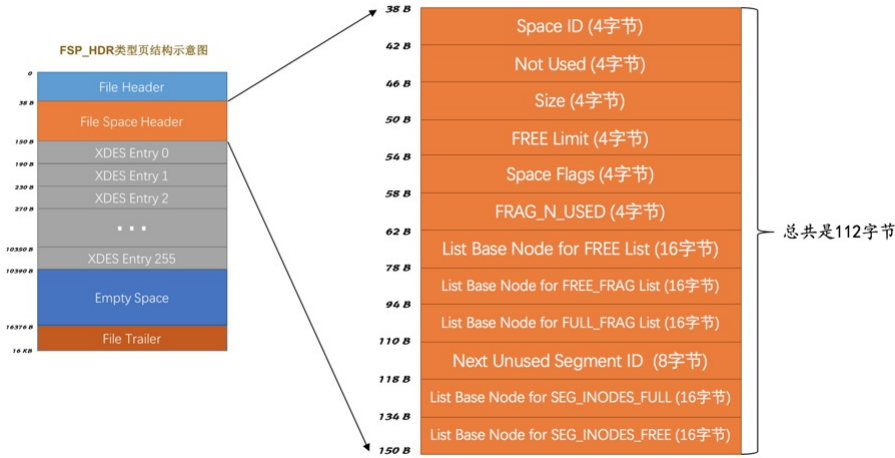 FSP_HDR类型页结构示意图
0
File Header
38 B
File Space Header
150 B
XDES Entry 0
190 B
XDES Entry 1
230 B
XDES Entry 2
270 B
...
10350 B
XDES Entry 255
10390 B
Empty Space
16376 B
File Trailer
16 KB
38 B
Space ID (4字节)
42 B
Not Used (4字节)
46 B
Size (4字节)
50 B
FREE Limit (4字节)
54 B
Space Flags (4字节)
58 B
FRAG_N_USED (4字节)
62 B
List Base Node for FREE List (16字节)
78 B
List Base Node for FREE_FRAG List (16字节)
94 B
List Base Node for FULL_FRAG List (16字节)
110 B
Next Unused Segment ID (8字节)
118 B
List Base Node for SEG_INODES_FULL (16字节)
134 B
List Base Node for SEG_INODES_FREE (16字节)
150 B
总共是112字节